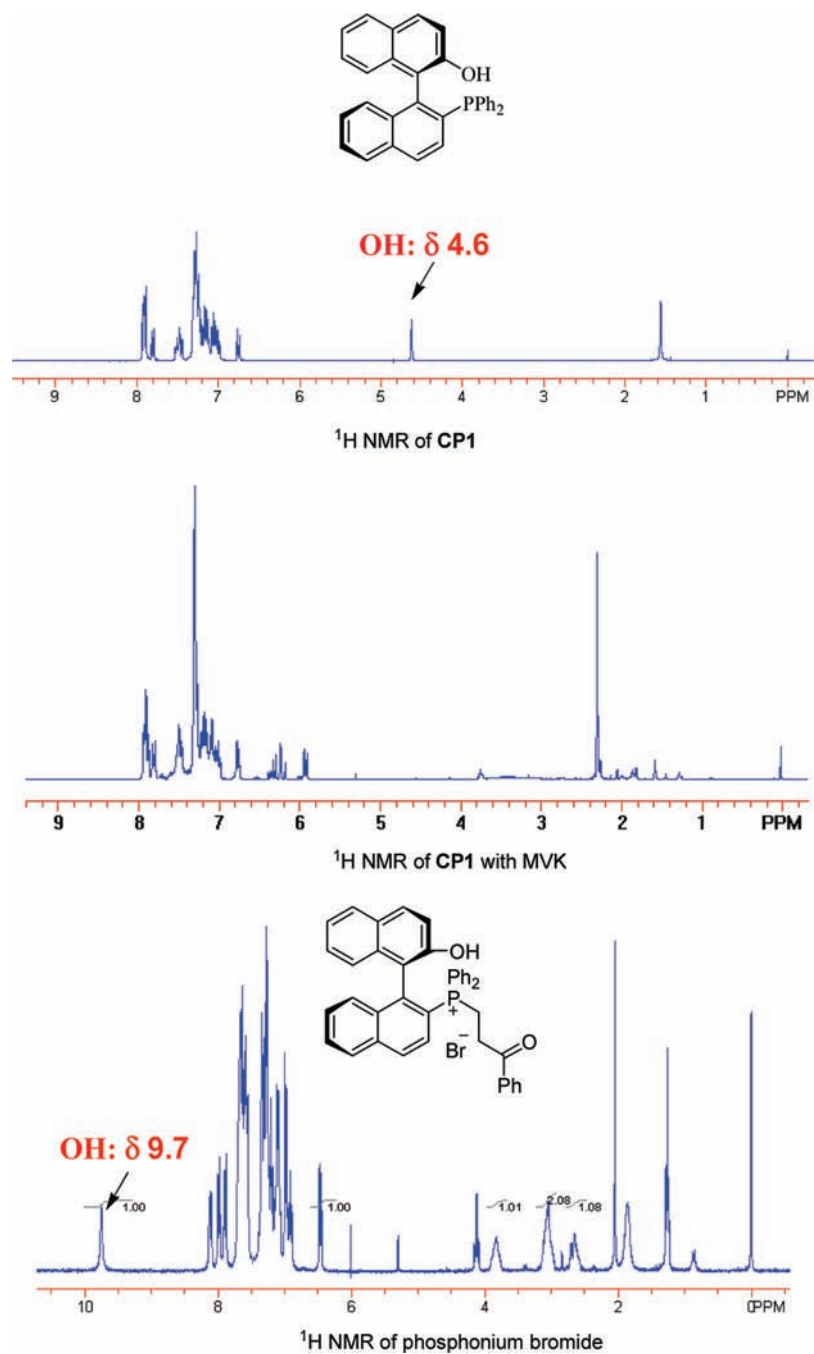 OH
PPh2
OH: δ 4.6
9 8 7 6 5 4 3 2 1 PPM
1H NMR of CP1
9 8 7 6 5 4 3 2 1 PPM
1H NMR of CP1 with MVK
OH
Ph2
P
+
Br−
O
Ph
OH: δ 9.7
1.00 1.00 1.01 2.08 1.08
10 8 6 4 2 0PPM
1H NMR of phosphonium bromide